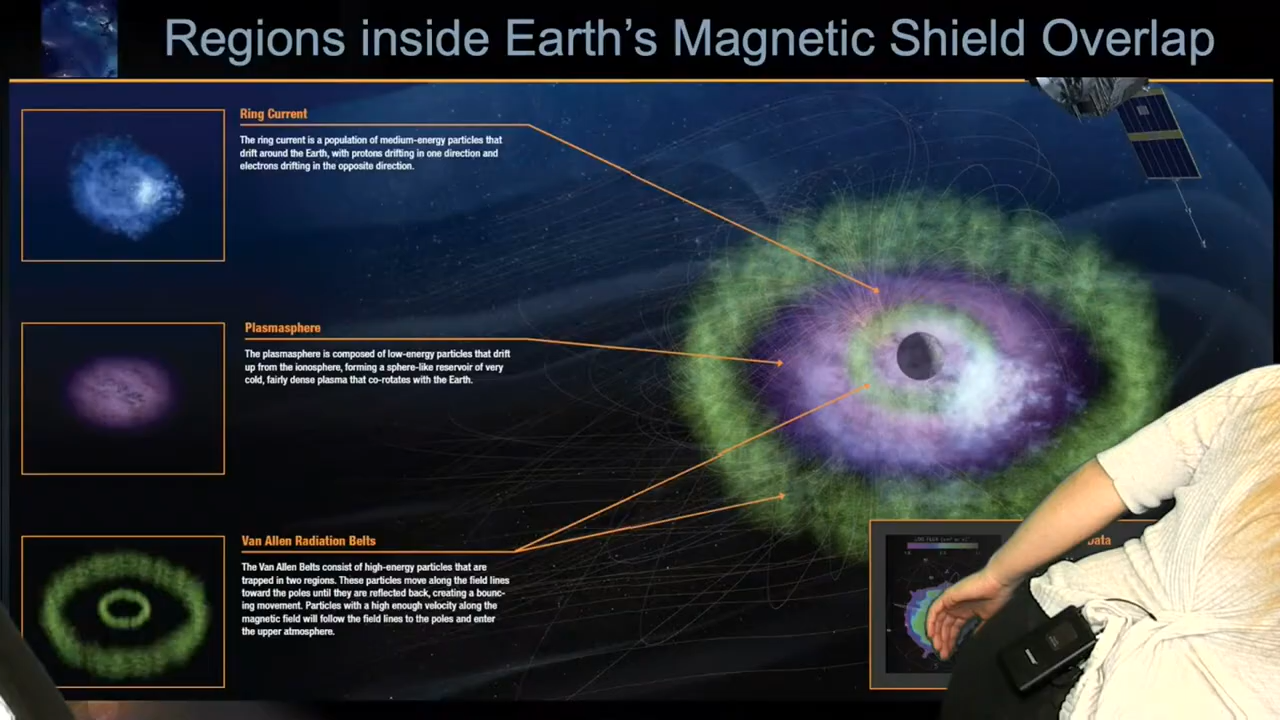 Regions inside Earth's Magnetic Shield Overlap
Ring Current
The ring current is a population of medium-energy particles that
drift around the Earth, with protons drifting in one direction and
electrons drifting in the opposite direction.
Plasmasphere
The plasmasphere is composed of low-energy particles that drift
up from the ionosphere, forming a sphere-like reservoir of very
cold, fairly dense plasma that co-rotates with the Earth.
Van Allen Radiation Belts
The Van Allen Belts consist of high-energy particles that are
trapped in two regions. These particles move along the field lines
toward the poles until they are reflected back, creating a bounc-
ing movement. Particles with a high enough velocity along the
magnetic field will follow the field lines to the poles and enter
the upper atmosphere.